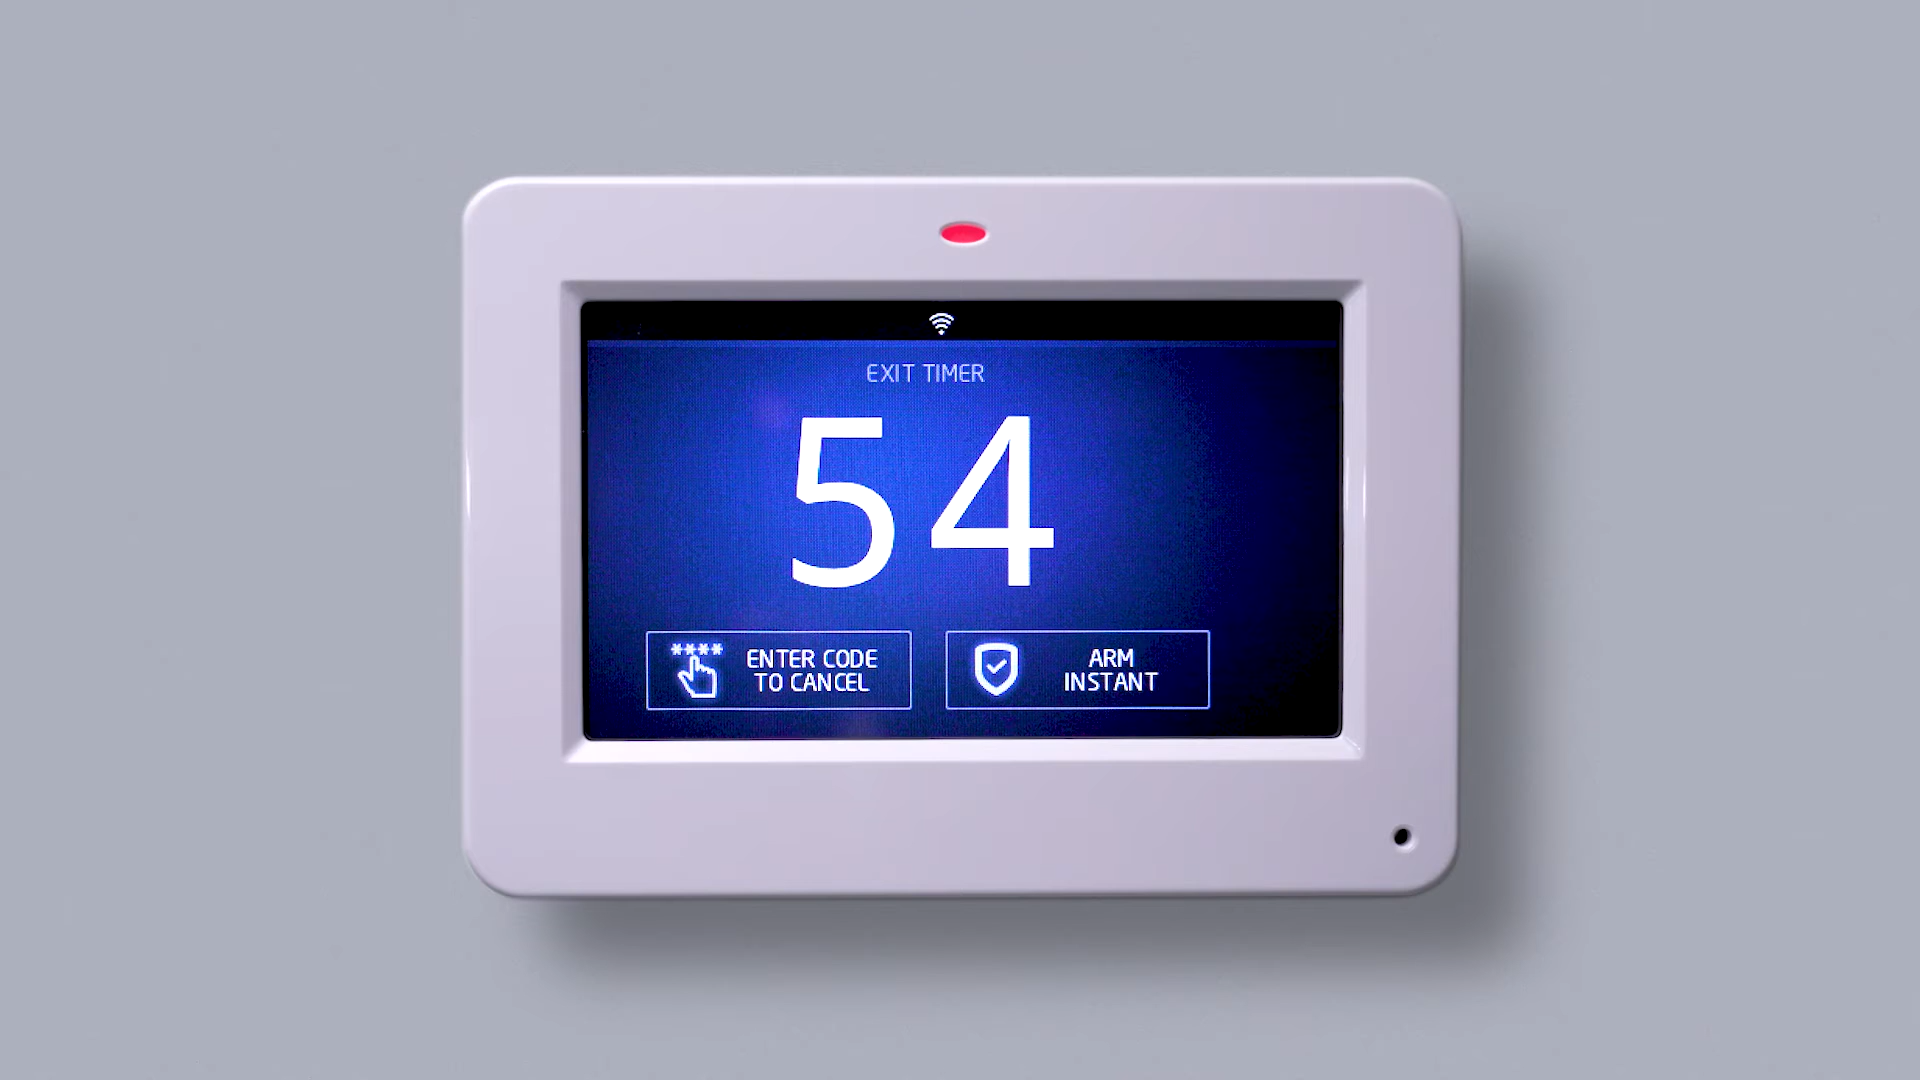 EXIT TIMER
54
****
ENTER CODE
TO CANCEL
ARM
INSTANT